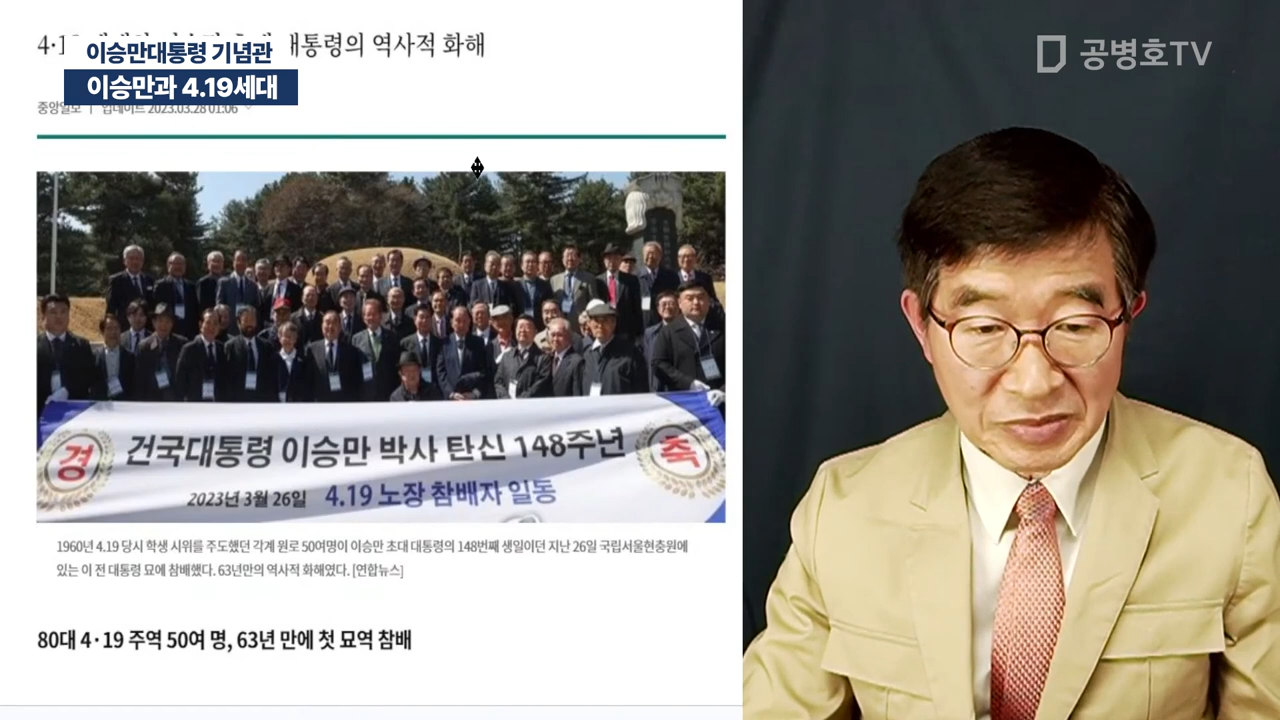 이승만대통령 기념관
이승만과 4.19세대
대통령의 역사적 화해
중앙일보 | 업데이트 2023.03.28 01:06
공병호TV
경 건국대통령 이승만 박사 탄신 148주년 축
2023년 3월 26일 4.19 노장 참배자 일동
1960년 4.19 당시 학생 시위를 주도했던 각계 원로 50여명이 이승만 초대 대통령의 148번째 생일이던 지난 26일 국립서울현충원에
있는 이 전 대통령 묘에 참배했다. 63년만의 역사적 화해였다. [연합뉴스]
80대 4·19 주역 50여 명, 63년 만에 첫 묘역 참배